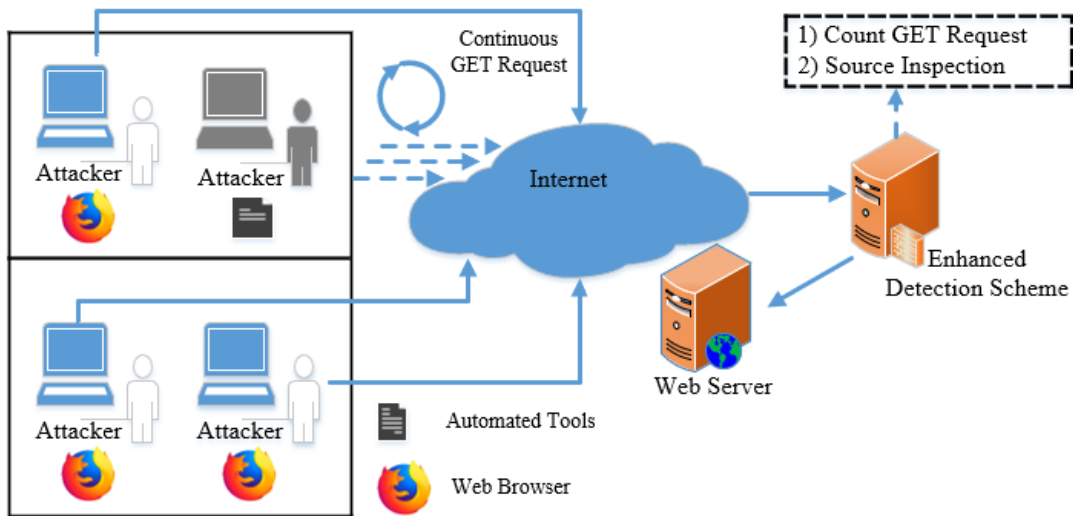 Continuous
GET Request
1) Count GET Request
2) Source Inspection
Attacker
Attacker
Internet
Enhanced
Detection Scheme
Web Server
Attacker
Attacker
Automated Tools
Web Browser